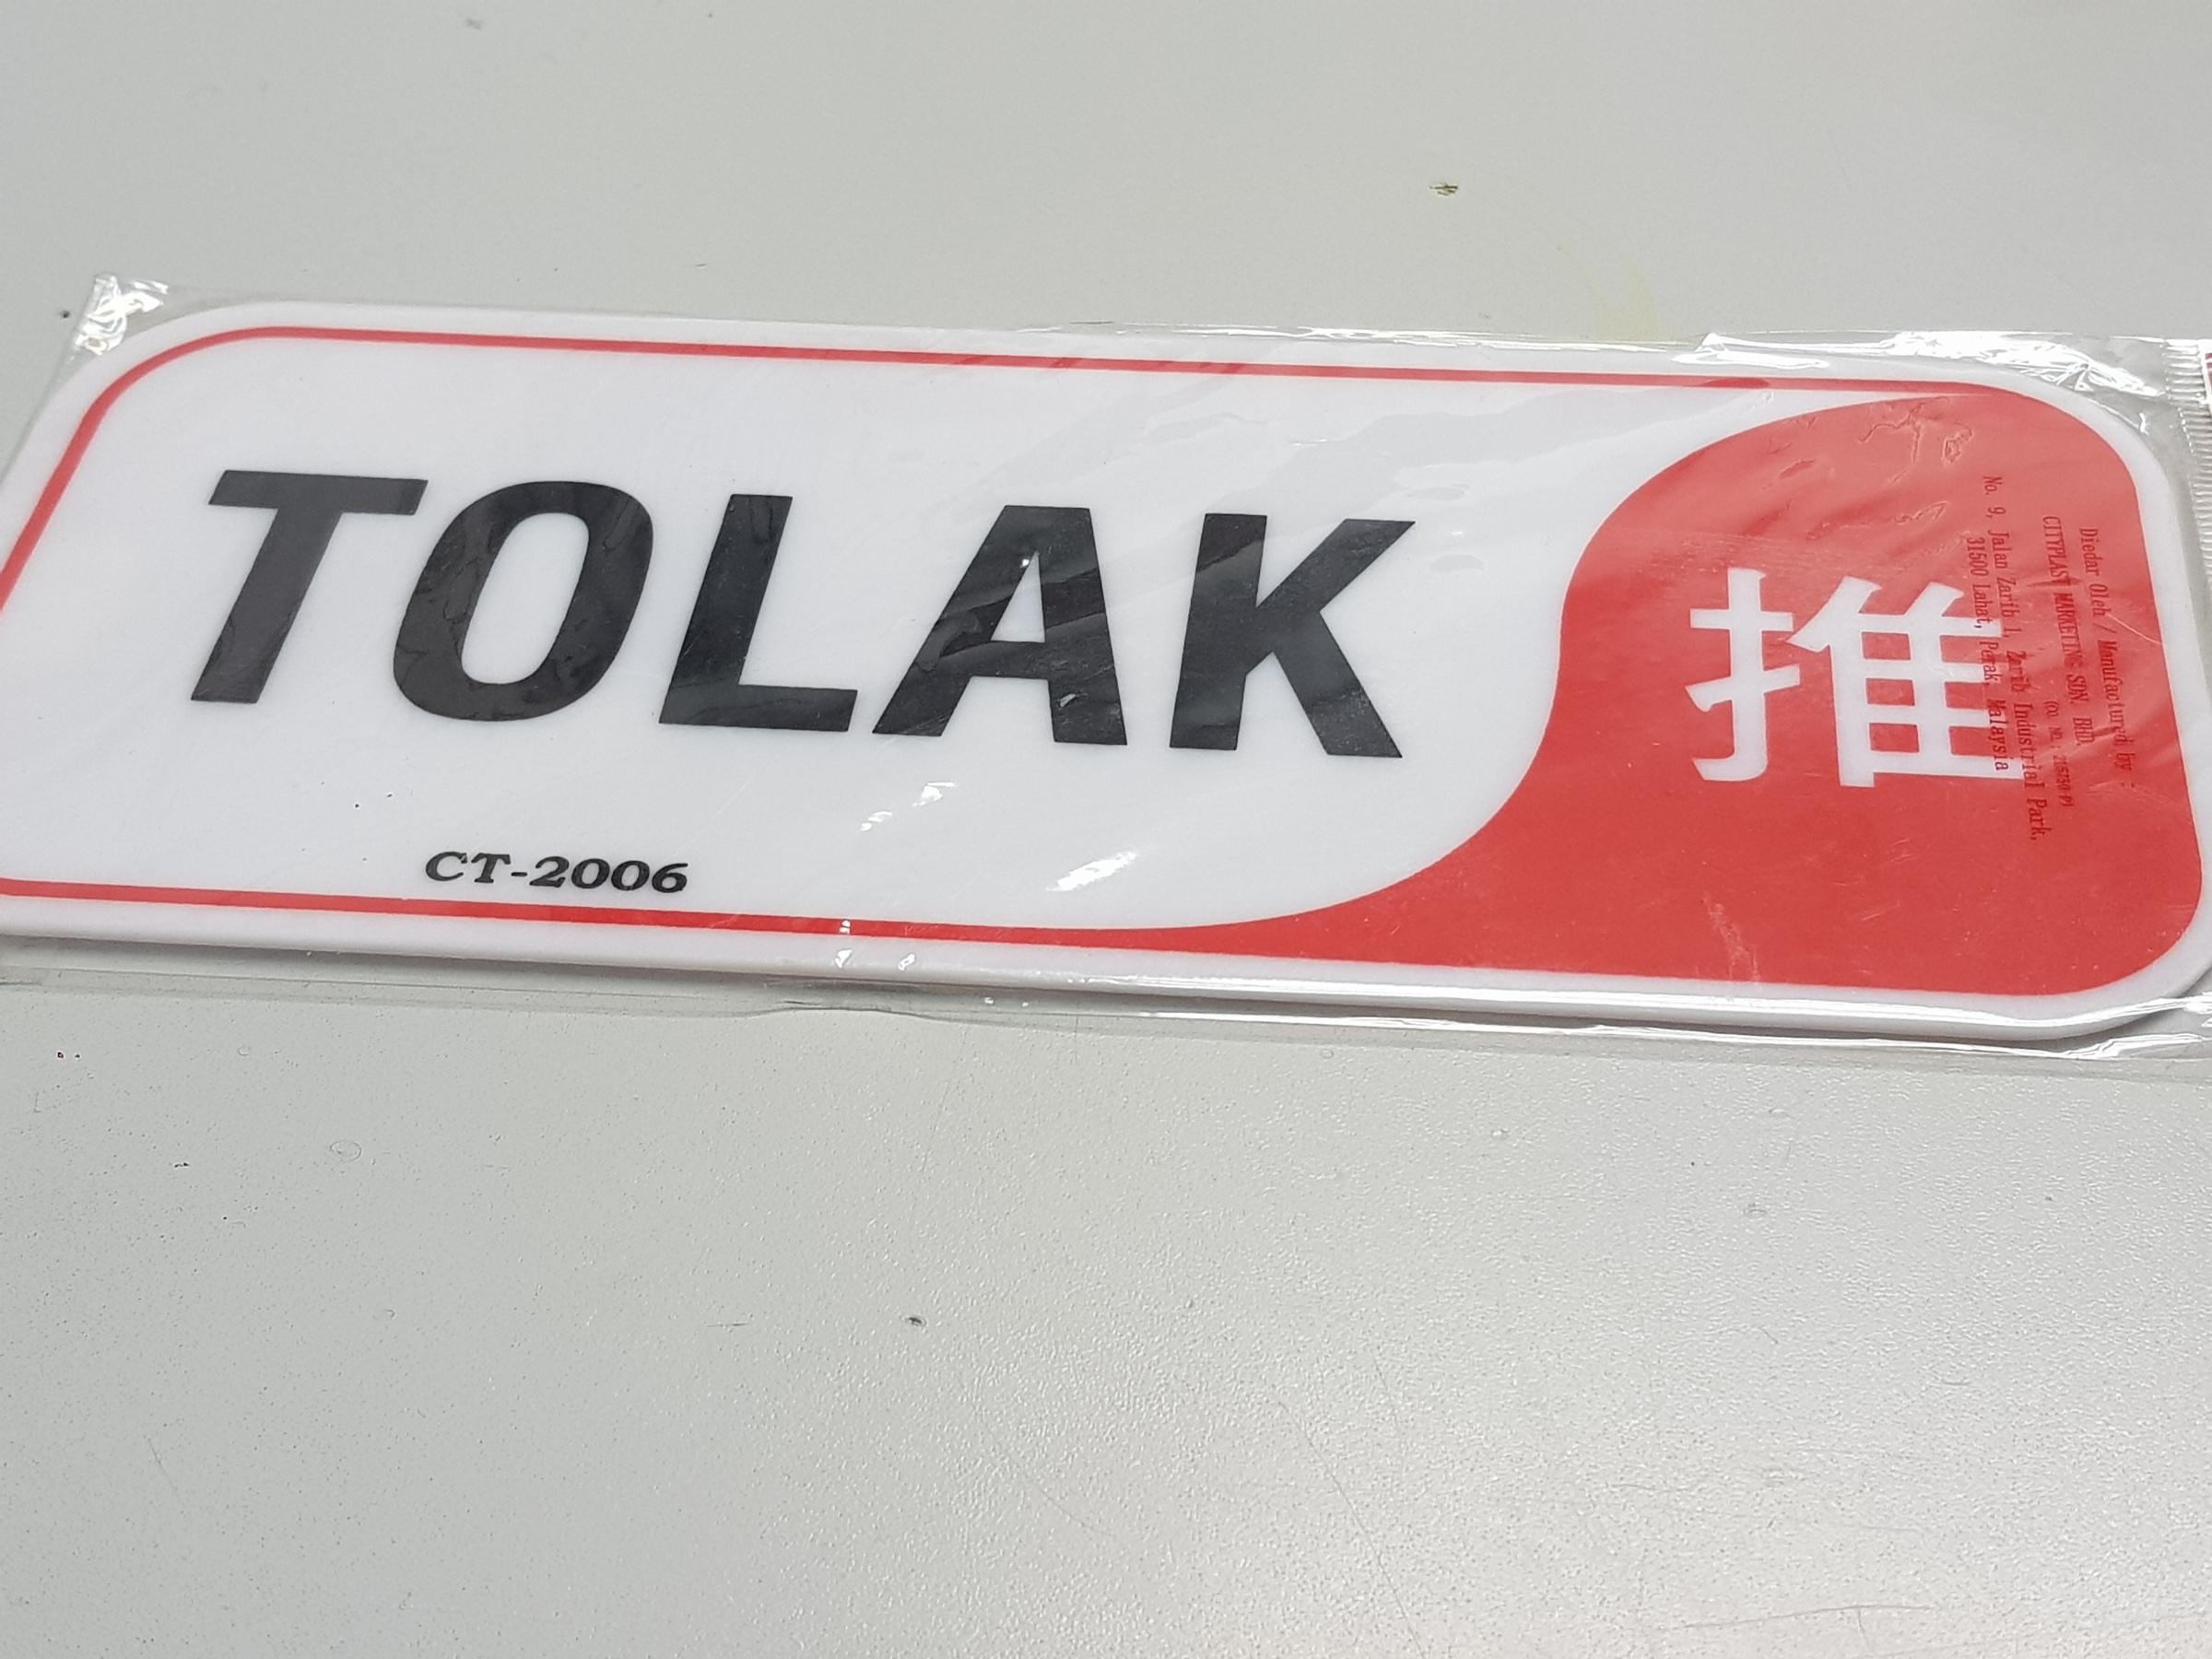 TOLAK
推
CT-2006
Diedar Oleh / Manufactured by :
CITYPLAST MARKETING SDN. BHD.
No. 9, Jalan Zarib 1, Zarib Industrial Park,
31500 Lahat, Perak, Malaysia